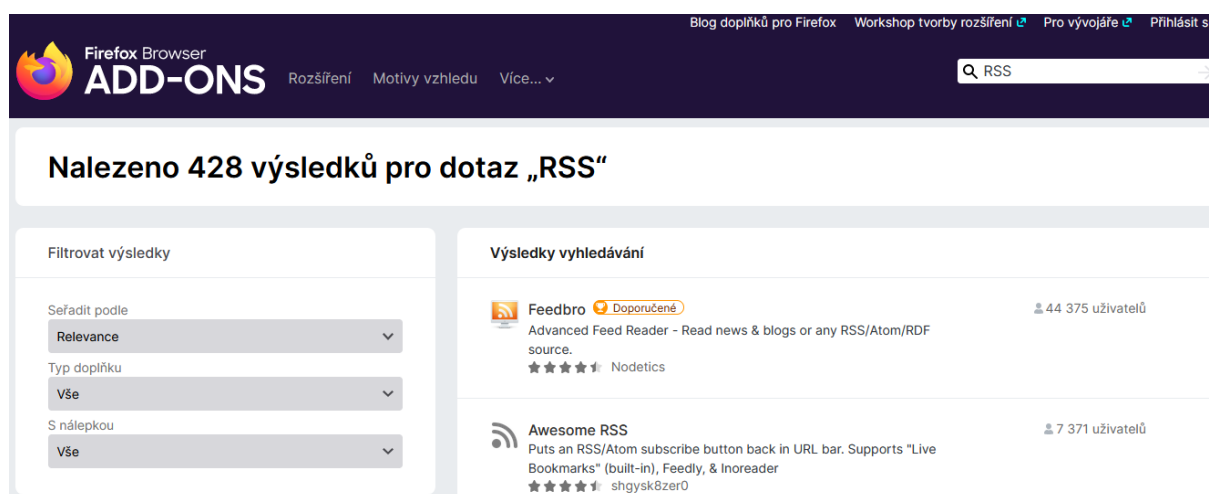 Blog doplňků pro Firefox Workshop tvorby rozšíření Pro vývojáře Přihlásit s
Firefox Browser
ADD-ONS
Rozšíření Motivy vzhledu Více...
RSS
Nalezeno 428 výsledků pro dotaz „RSS“
Filtrovat výsledky
Seřadit podle
Relevance
Typ doplňku
Vše
S nálepkou
Vše
Výsledky vyhledávání
Feedbro Doporučené
44 375 uživatelů
Advanced Feed Reader - Read news & blogs or any RSS/Atom/RDF
source.
Nodetics
Awesome RSS
7 371 uživatelů
Puts an RSS/Atom subscribe button back in URL bar. Supports "Live
Bookmarks" (built-in), Feedly, & Inoreader
shgysk8zer0